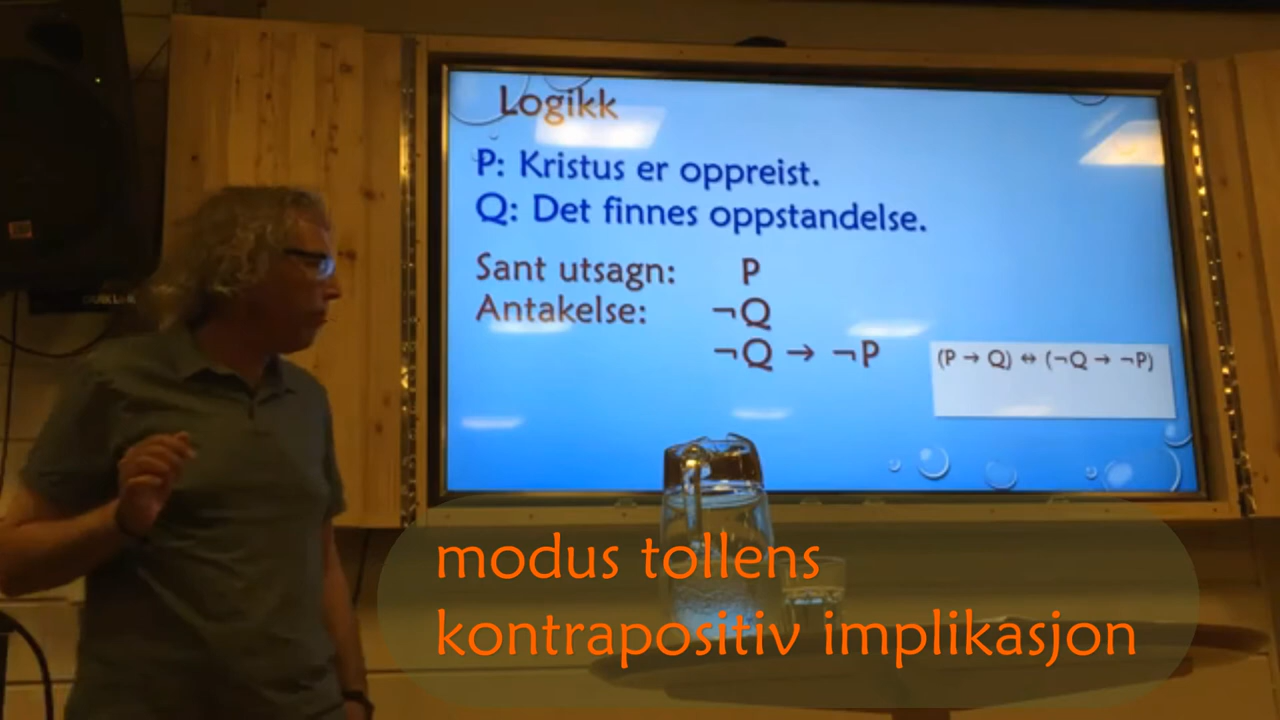 Logikk
P: Kristus er oppreist.
Q: Det finnes oppstandelse.
Sant utsagn: P
Antakelse: ¬Q
¬Q → ¬P
(P → Q) ↔ (¬Q → ¬P)
modus tollens
kontrapositiv implikasjon